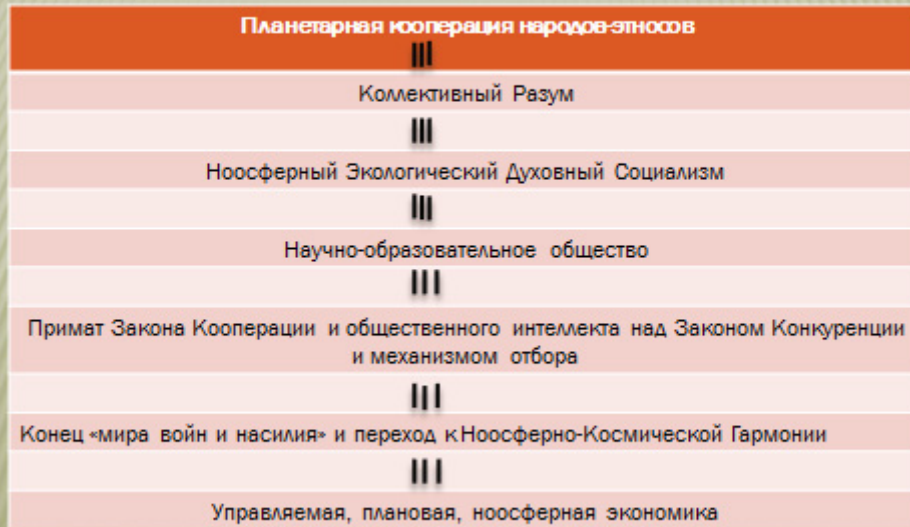 Планетарная кооперация народов-этносов
Коллективный Разум
Ноосферный Экологический Духовный Социализм
Научно-образовательное общество
Примат Закона Кооперации и общественного интеллекта над Законом Конкуренции
и механизмом отбора
Конец «мира войн и насилия» и переход к Ноосферно-Космической Гармонии
Управляемая, плановая, ноосферная экономика